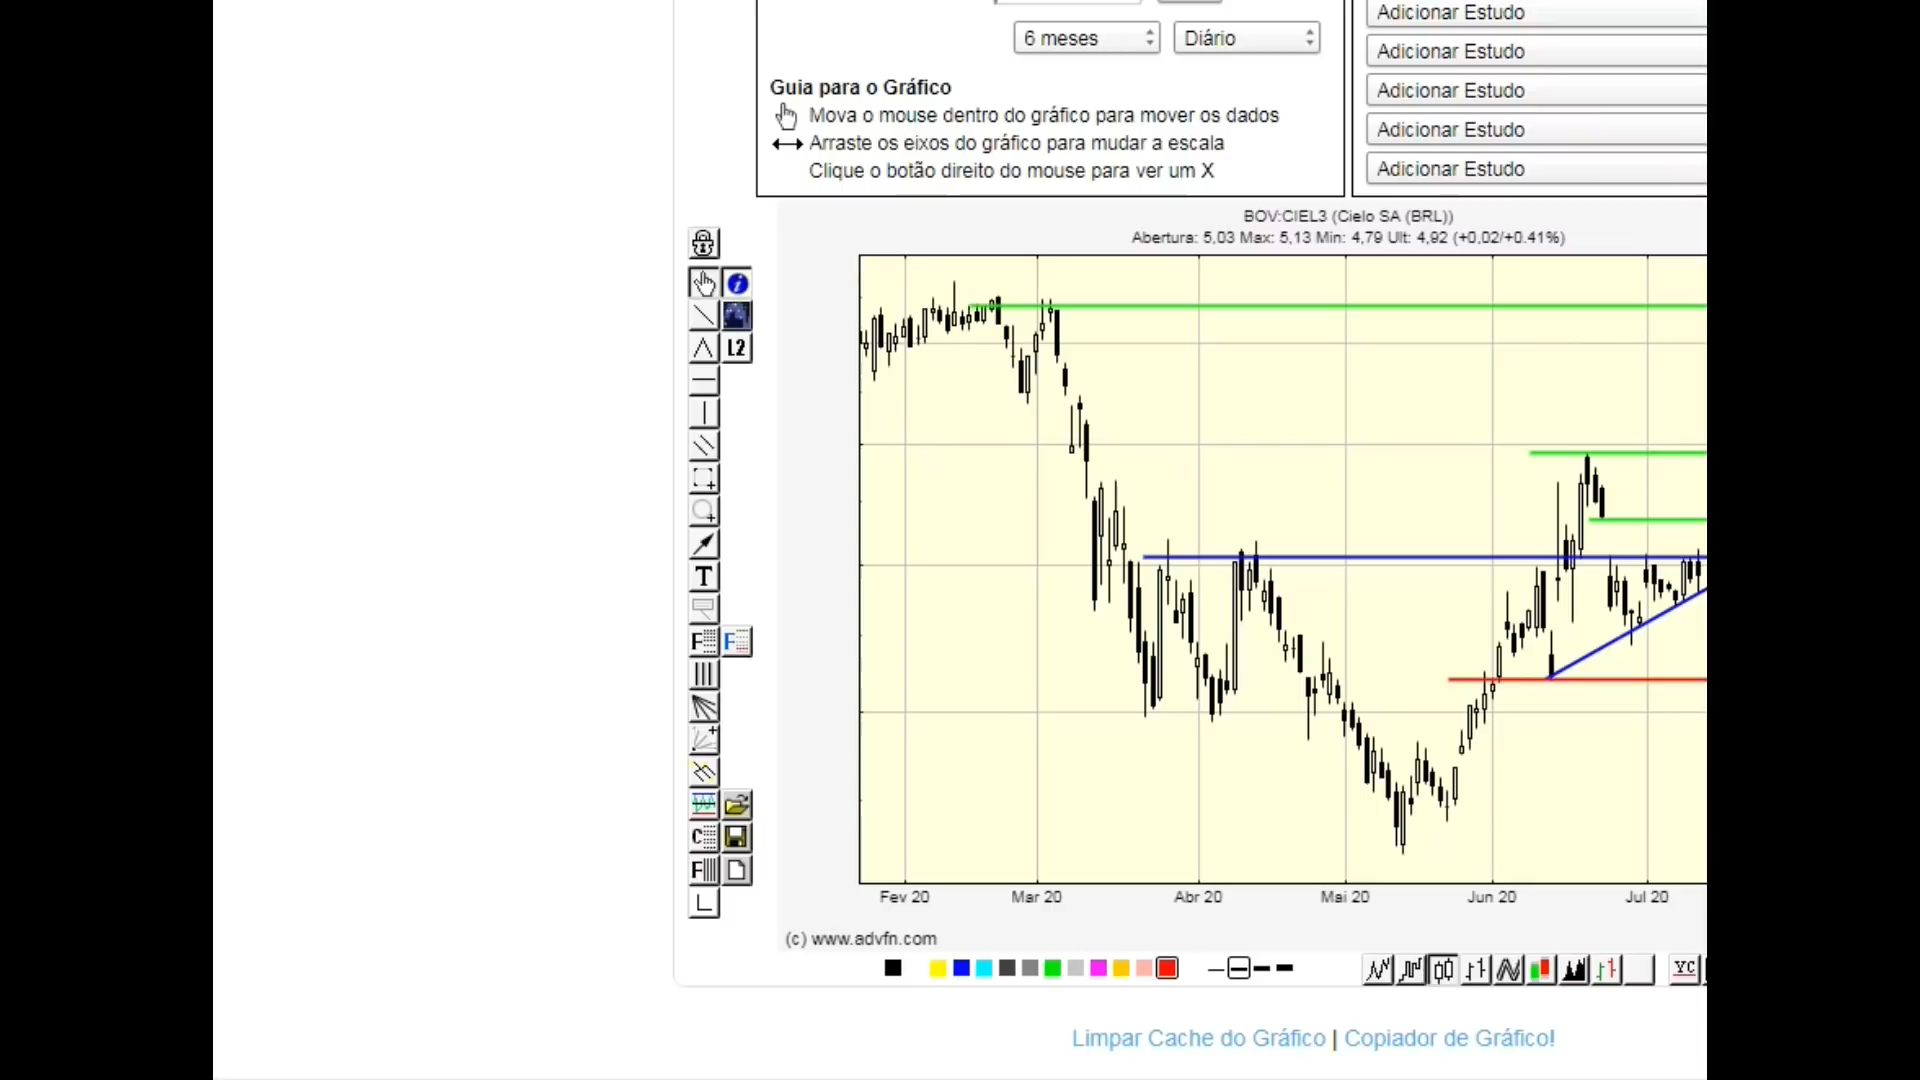 6 meses
Diário
Guia para o Gráfico
Mova o mouse dentro do gráfico para mover os dados
Arraste os eixos do gráfico para mudar a escala
Clique o botão direito do mouse para ver um X
Adicionar Estudo
Adicionar Estudo
Adicionar Estudo
Adicionar Estudo
Adicionar Estudo
BOV:CIEL3 (Cielo SA (BRL))
Abertura: 5,03 Max: 5,13 Min: 4,79 Ult: 4,92 (+0,02/+0.41%)
L2
T
F
F
C
F
Fev 20
Mar 20
Abr 20
Mai 20
Jun 20
Jul 20
(c) www.advfn.com
YC
Limpar Cache do Gráfico | Copiador de Gráfico!